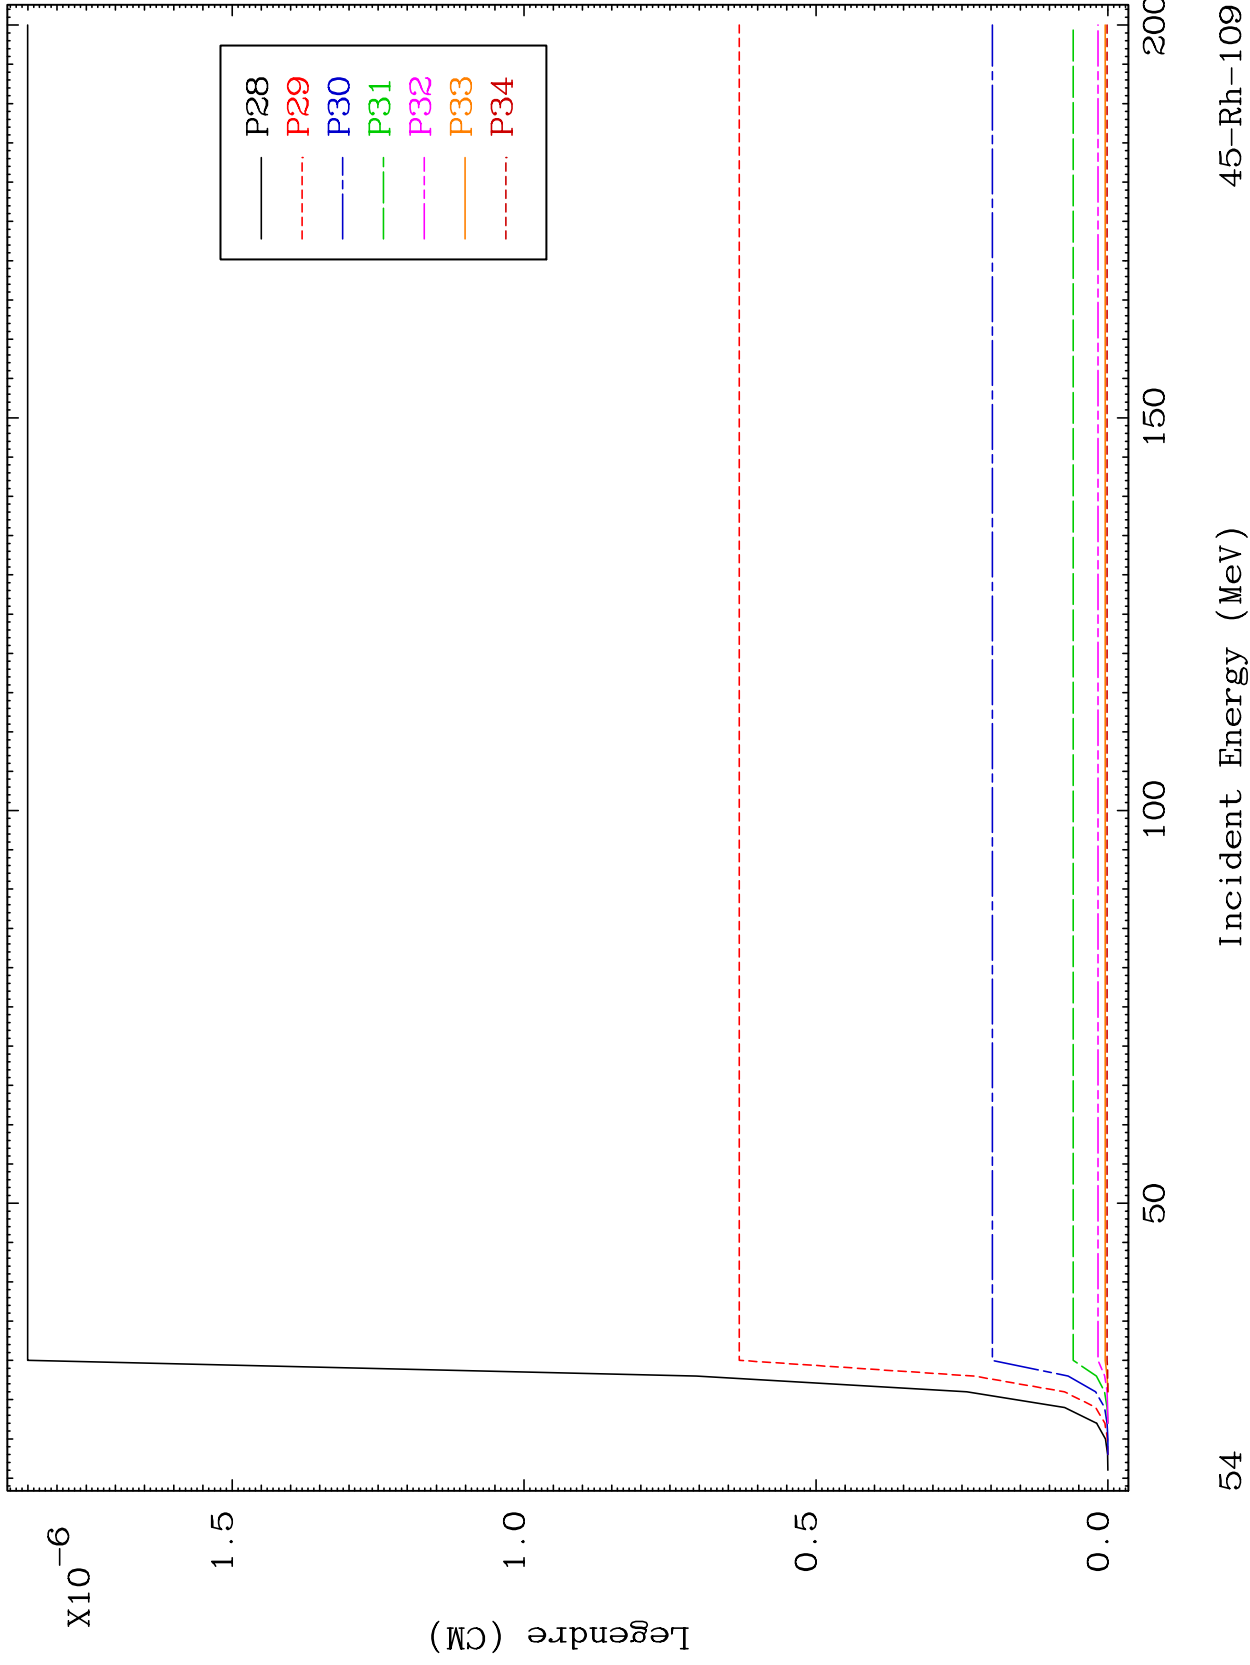 X10-6
1.5
1.0
0.5
0.0
Legendre (CM)
P28
P29
P30
P31
P32
P33
P34
50
100
150
200
Incident Energy (MeV)
54
45-Rh-109